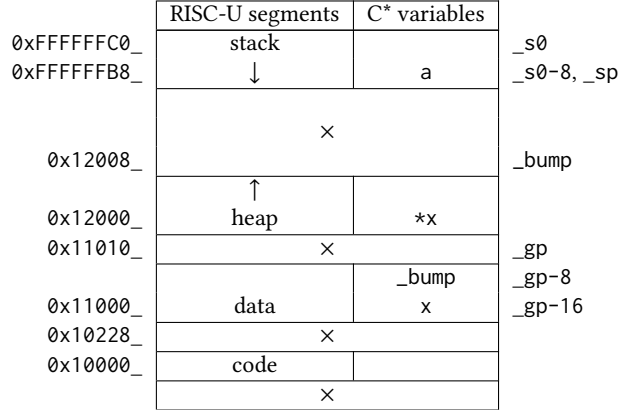 RISC-U segments C* variables
0xFFFFFFC0_ stack _s0
0xFFFFFFB8_ ↓ a _s0-8, _sp
×
0x12008_ _bump
↑
0x12000_ heap *x
0x11010_ × _gp
_bump _gp-8
0x11000_ data x _gp-16
0x10228_ ×
0x10000_ code
×